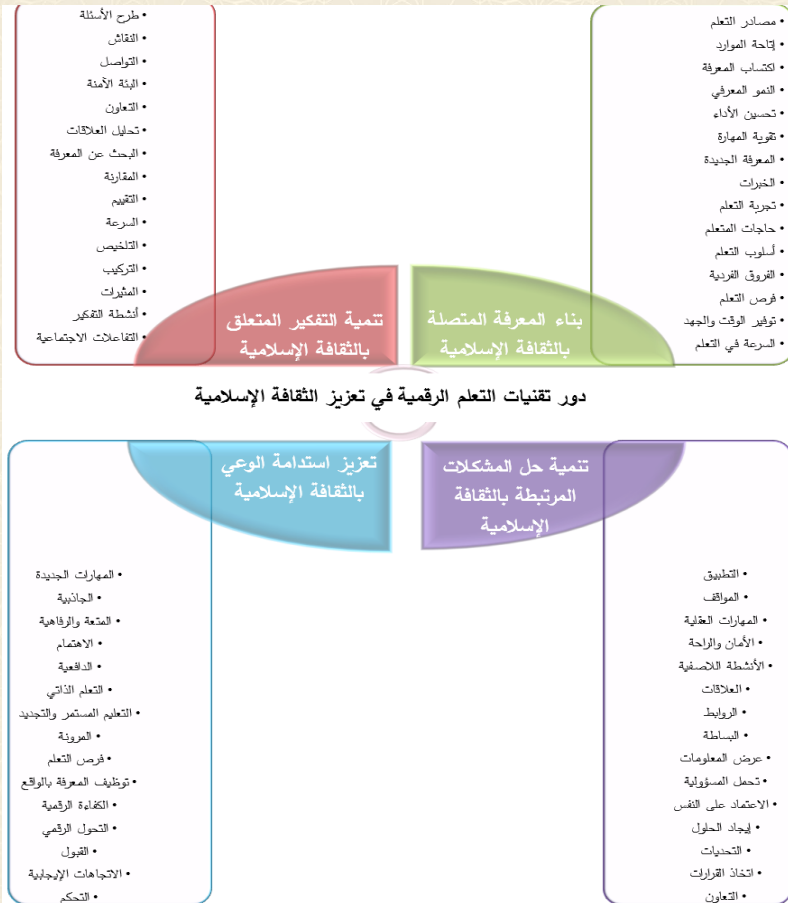 • مصادر التعلم
• إتاحة الموارد
• اكتساب المعرفة
• النمو المعرفي
• تحسين الأداء
• تقوية المهارة
• المعرفة الجديدة
• الخبرات
• تجربة التعلم
• حاجات المتعلم
• أسلوب التعلم
• الفروق الفردية
• فرص التعلم
• توفير الوقت والجهد
• السرعة في التعلم
بناء المعرفة المتصلة
بالثقافة الإسلامية
• طرح الأسئلة
• النقاش
• التواصل
• البئة الآمنة
• التعاون
• تحليل العلاقات
• البحث عن المعرفة
• المقارنة
• التقييم
• السرعة
• التلخيص
• التركيب
• المثيرات
• أنشطة التفكير
• التفاعلات الاجتماعية
تنمية التفكير المتعلق
بالثقافة الإسلامية
دور تقنيات التعلم الرقمية في تعزيز الثقافة الإسلامية
تنمية حل المشكلات
المرتبطة بالثقافة
الإسلامية
• التطبيق
• المواقف
• المهارات العقلية
• الأمان والراحة
• الأنشطة اللاصفية
• العلاقات
• الروابط
• البساطة
• عرض المعلومات
• تحمل المسؤولية
• الاعتماد على النفس
• إيجاد الحلول
• التحديات
• اتخاذ القرارات
• التعاون
تعزيز استدامة الوعي
بالثقافة الإسلامية
• المهارات الجديدة
• الجاذبية
• المتعة والرفاهية
• الاهتمام
• الدافعية
• التعلم الذاتي
• التعليم المستمر والتجديد
• المرونة
• فرص التعلم
• توظيف المعرفة بالواقع
• الكفاءة الرقمية
• التحول الرقمي
• القبول
• الاتجاهات الإيجابية
• التحكم